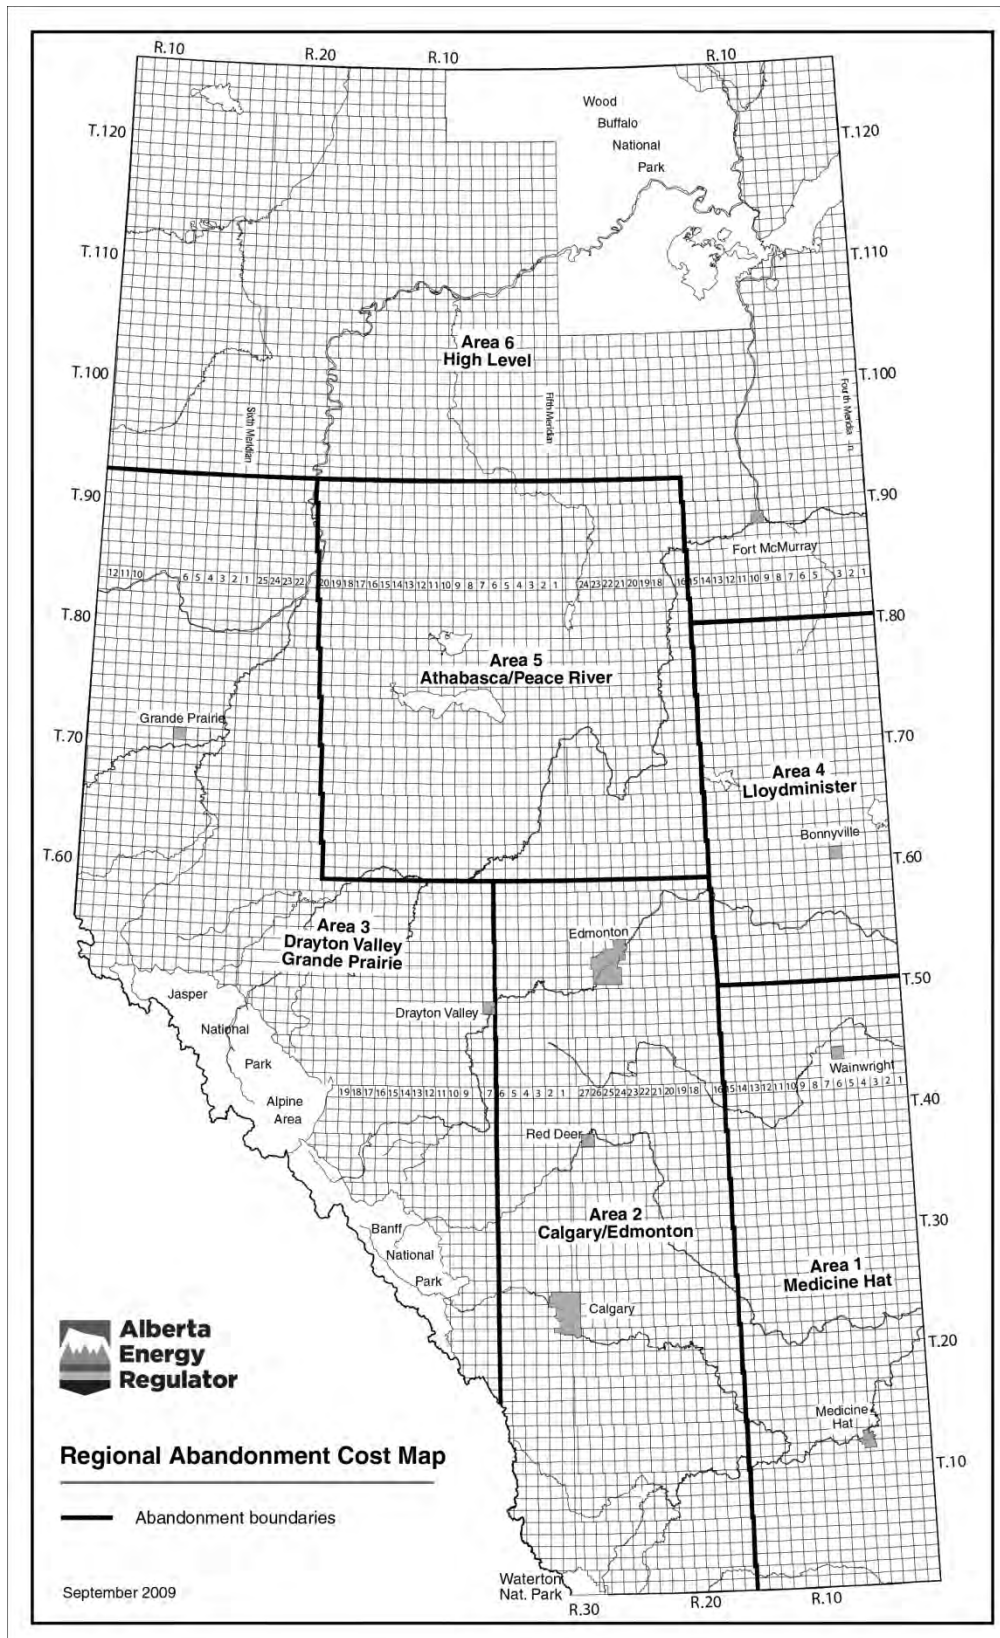 R.10
R.20
R.10
R.10
Wood
Buffalo
National
Park
T.120
T.120
T.110
T.110
Area 6
High Level
T.100
T.100
Sixth Meridian
Fifth Meridian
Fourth Meridian
T.90
T.90
Fort McMurray
12 11 10 6 5 4 3 2 1 25 24 23 22 20 19 18 17 16 15 14 13 12 11 10 9 8 7 6 5 4 3 2 1 24 23 22 21 20 19 18 16 15 14 13 12 11 10 9 8 7 6 5 3 2 1
T.80
T.80
Area 5
Athabasca/Peace River
Grande Prairie
T.70
T.70
Area 4
Lloydminister
Bonnyville
T.60
T.60
Area 3
Drayton Valley
Grande Prairie
Edmonton
T.50
Jasper
National
Park
Alpine
Area
Drayton Valley
Wainwright
19 18 17 16 15 14 13 12 11 10 9 7 6 5 4 3 2 1 27 26 25 24 23 22 21 20 19 18 16 15 14 13 12 11 10 9 8 7 6 5 4 3 2 1
T.40
Red Deer
Area 2
Calgary/Edmonton
T.30
Banff
National
Park
Area 1
Medicine Hat
Calgary
T.20
Alberta
Energy
Regulator
Medicine
Hat
Regional Abandonment Cost Map
T.10
Abandonment boundaries
September 2009
Waterton
Nat. Park
R.30
R.20
R.10